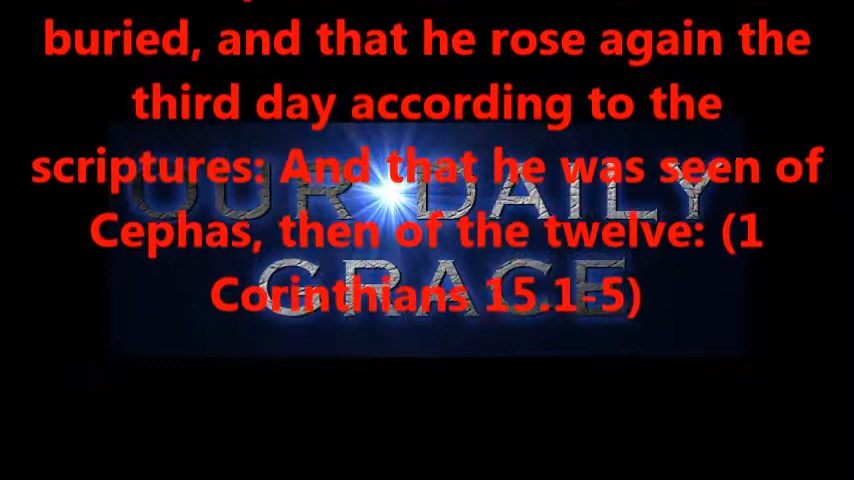 buried, and that he rose again the
third day according to the
scriptures: And that he was seen of
OUR DAILY
Cephas, then of the twelve: (1
GRACE
Corinthians 15.1-5)